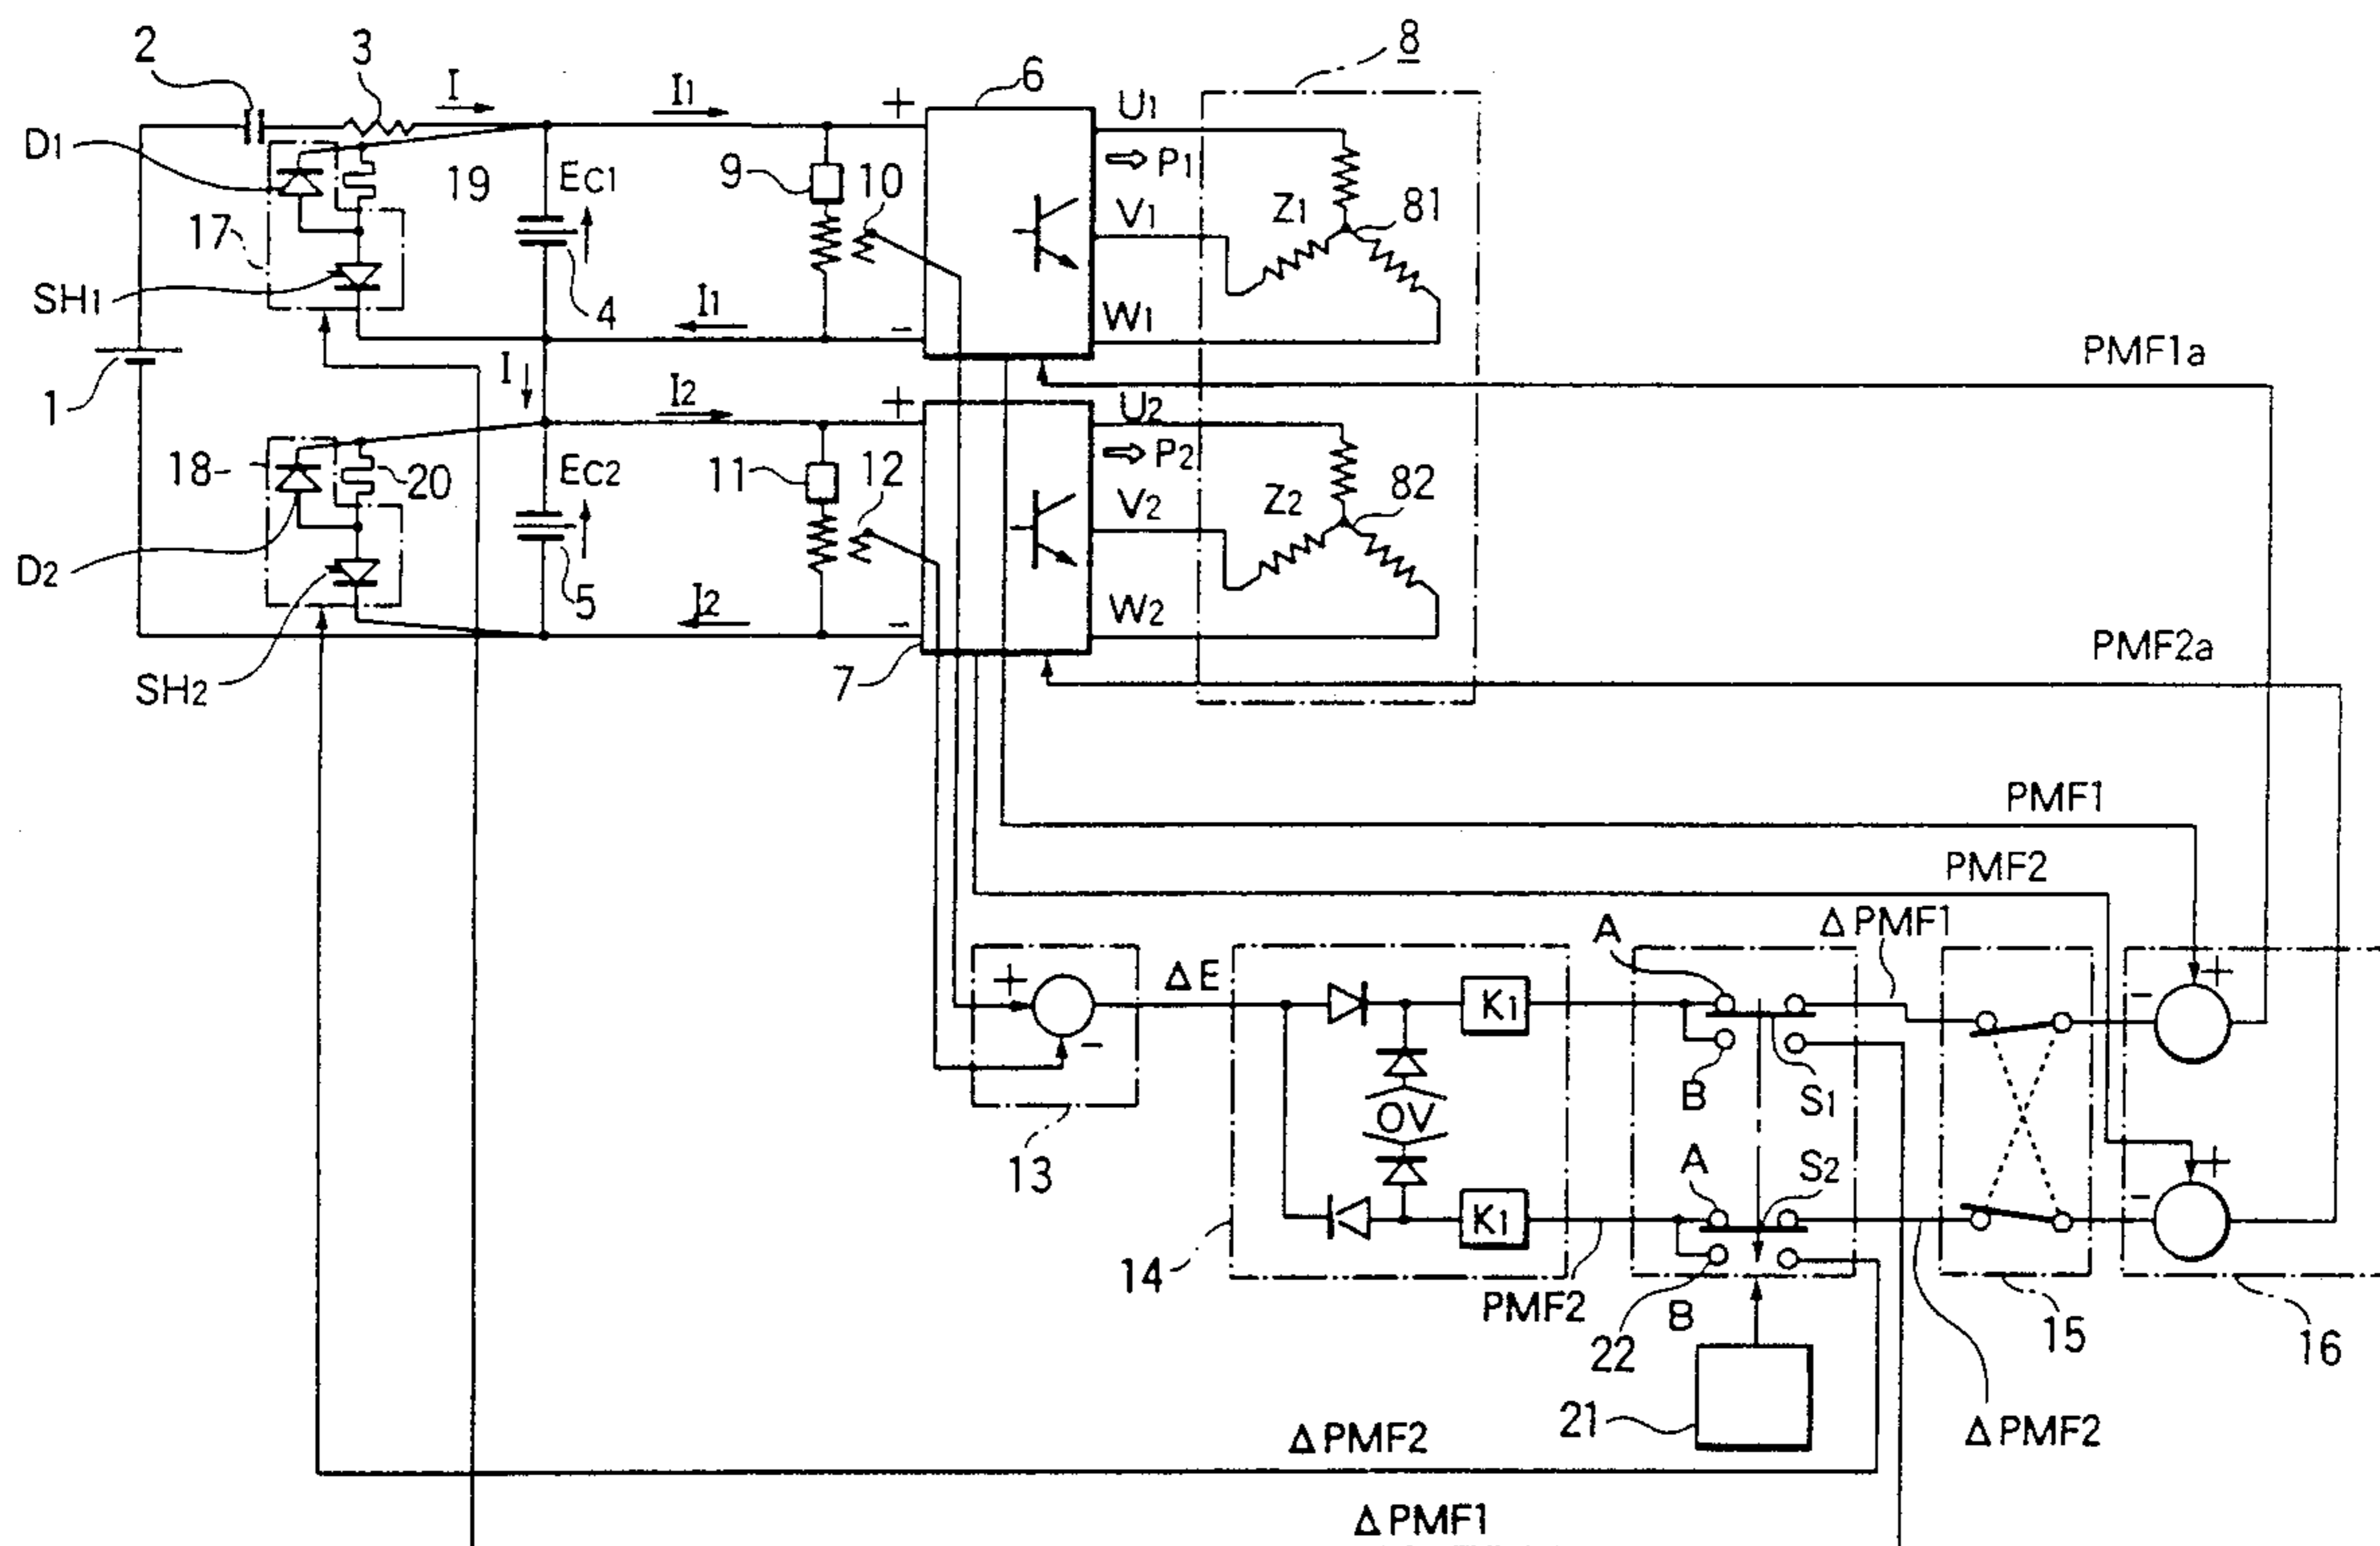 2
3
I
I1
+
6
U1
8
D1
19
EC1
9
10
P1
V1
Z1
81
17
SH1
4
I1
-
W1
PMF1a
1
I
I2
+
U2
P2
18
20
EC2
11
12
V2
Z2
82
D2
5
I2
-
W2
PMF2a
SH2
7
PMF1
PMF2
A
ΔPMF1
+
ΔE
K1
-
+
-
B
S1
OV
13
A
S2
-
+
K1
14
PMF2
B
22
15
16
21
ΔPMF2
ΔPMF2
ΔPMF1